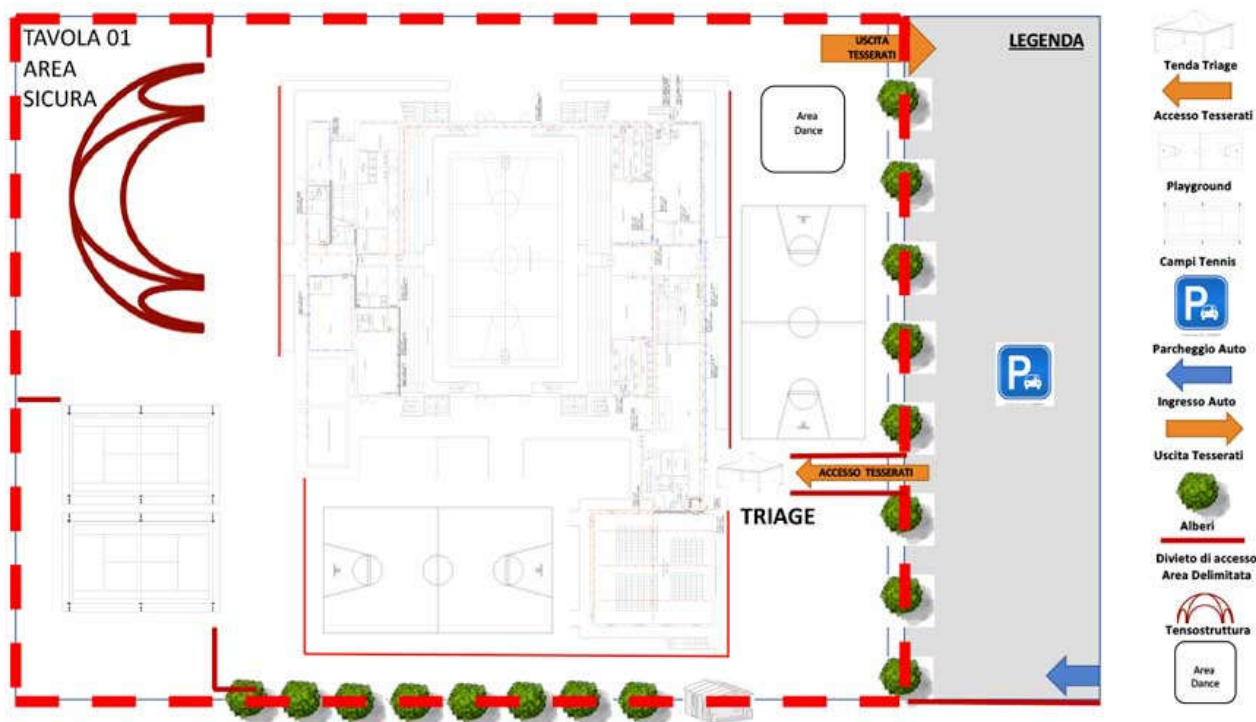 TAVOLA 01
AREA
SICURA
USCITA
TESSERATI
LEGENDA
Area
Dance
P
ACCESSO TESSERATI
TRIAGE
Tenda Triage
Accesso Tesserati
Playground
Campi Tennis
P
Parcheggio Auto
Ingresso Auto
Uscita Tesserati
Alberi
Divieto di accesso
Area Delimitata
Tensostruttura
Area
Dance